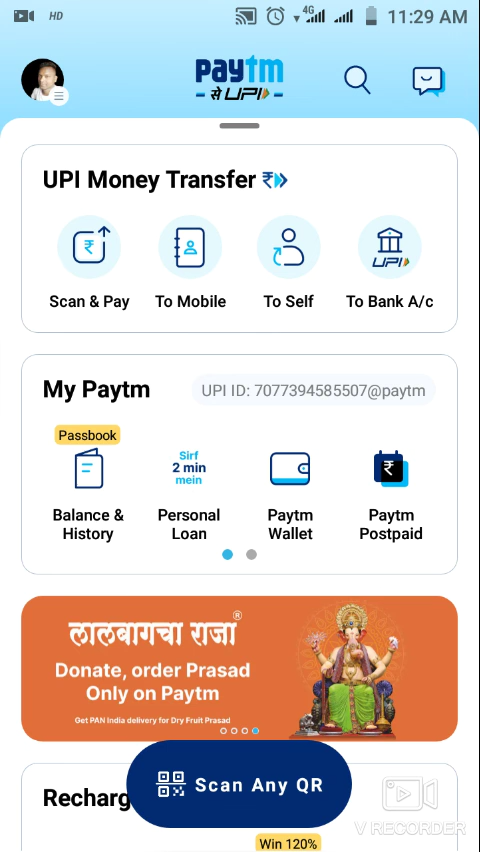 HD
4G
11:29 AM
paytm
से UPI
UPI Money Transfer
Scan & Pay
To Mobile
To Self
UPI
To Bank A/c
My Paytm
UPI ID: 7077394585507@paytm
Passbook
Balance & History
Sirf
2 min
mein
Personal Loan
Paytm Wallet
Paytm Postpaid
लालबागचा राजा®
Donate, order Prasad
Only on Paytm
Get PAN India delivery for Dry Fruit Prasad
Scan Any QR
Recharg
V RECORDER
Win 120%